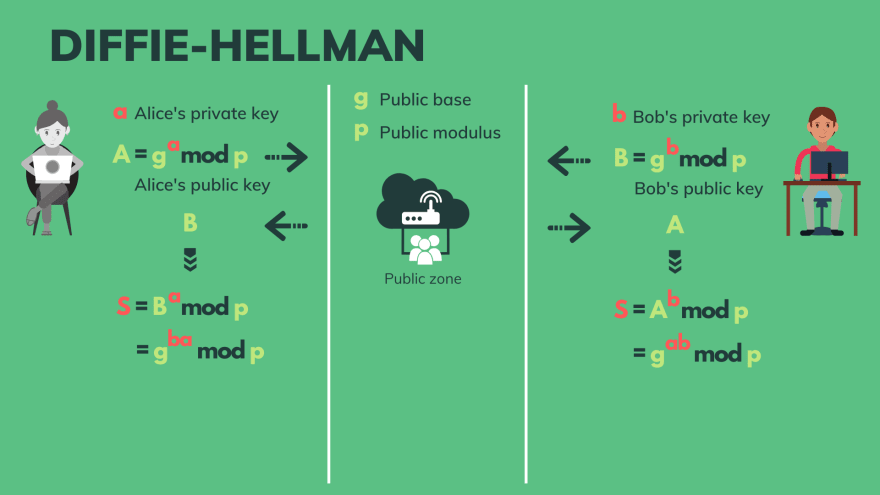 DIFFIE-HELLMAN
a Alice's private key
A = g^a mod p
Alice's public key
B
S = B^a mod p
= g^ba mod p
g Public base
p Public modulus
Public zone
b Bob's private key
B = g^b mod p
Bob's public key
A
S = A^b mod p
= g^ab mod p